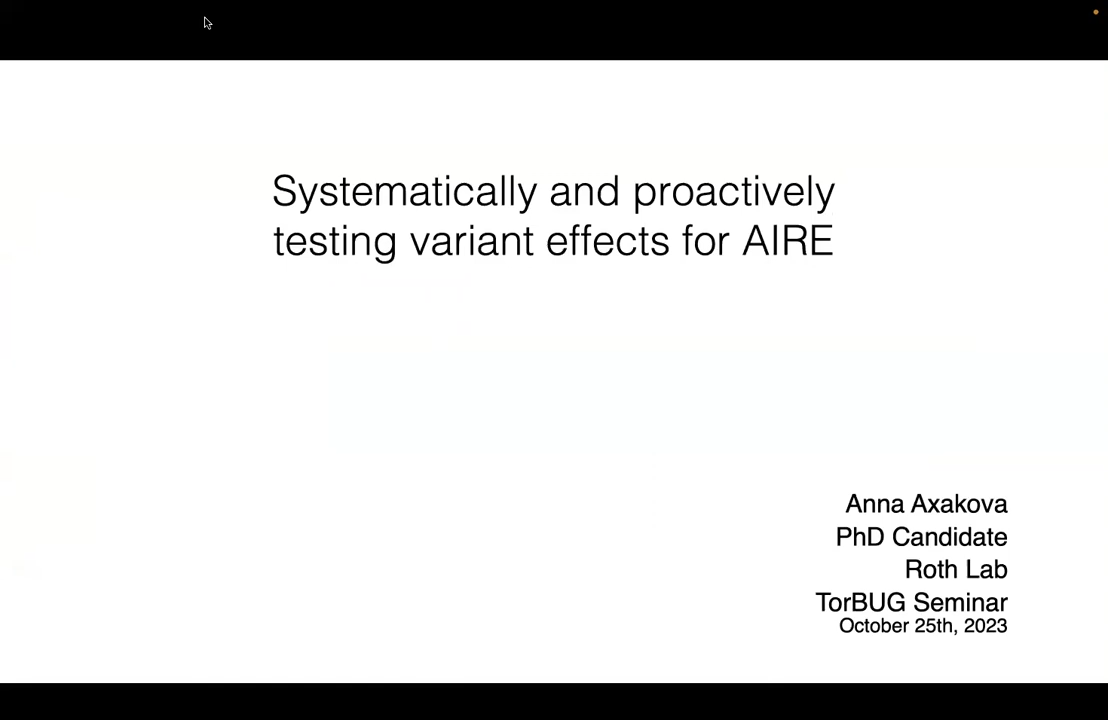 Systematically and proactively
testing variant effects for AIRE
Anna Axakova
PhD Candidate
Roth Lab
TorBUG Seminar
October 25th, 2023